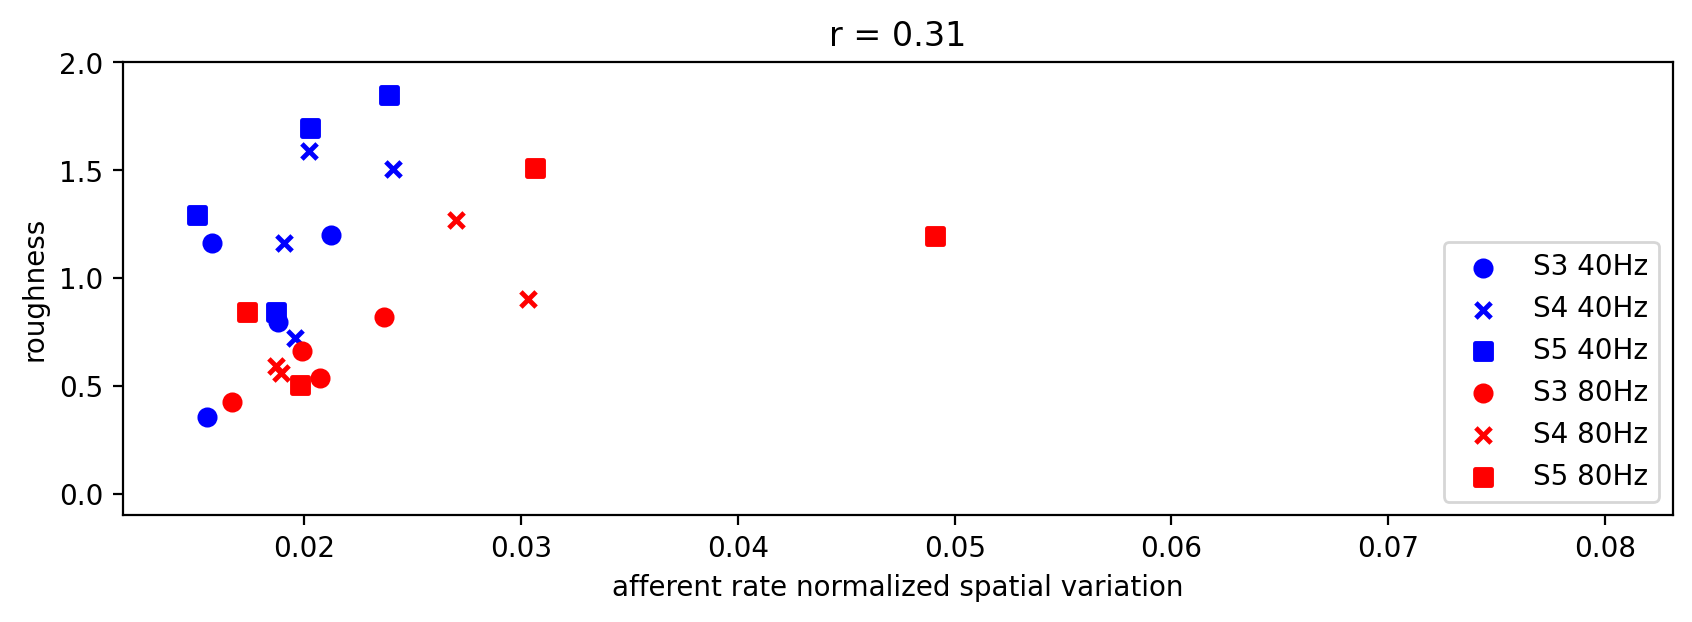 r = 0.31
2.0
1.5
1.0
0.5
0.0
roughness
S3 40Hz
S4 40Hz
S5 40Hz
S3 80Hz
S4 80Hz
S5 80Hz
0.02 0.03 0.04 0.05 0.06 0.07 0.08
afferent rate normalized spatial variation